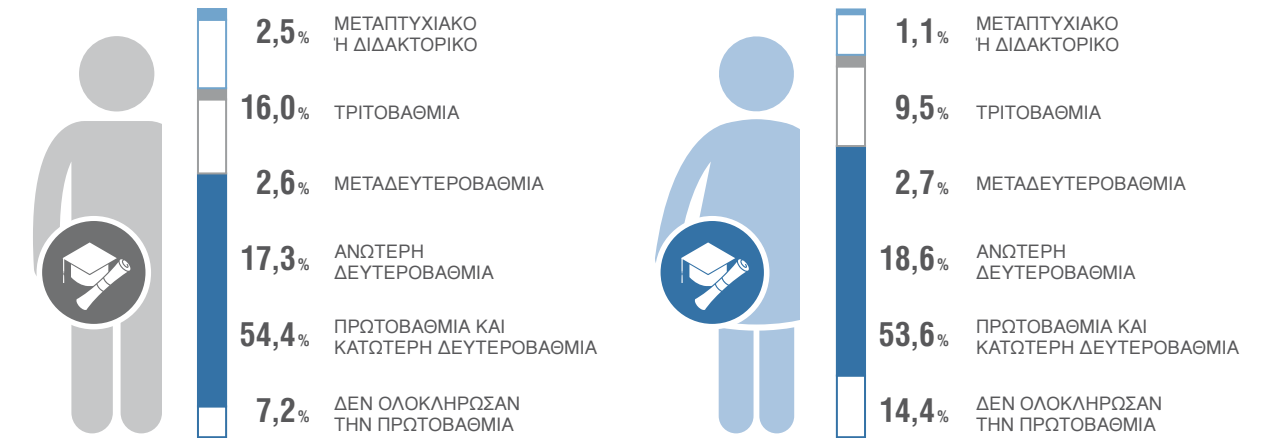 2,5% ΜΕΤΑΠΤΥΧΙΑΚΟ
Ή ΔΙΔΑΚΤΟΡΙΚΟ
16,0% ΤΡΙΤΟΒΑΘΜΙΑ
2,6% ΜΕΤΑΔΕΥΤΕΡΟΒΑΘΜΙΑ
17,3% ΑΝΩΤΕΡΗ
ΔΕΥΤΕΡΟΒΑΘΜΙΑ
54,4% ΠΡΩΤΟΒΑΘΜΙΑ ΚΑΙ
ΚΑΤΩΤΕΡΗ ΔΕΥΤΕΡΟΒΑΘΜΙΑ
7,2% ΔΕΝ ΟΛΟΚΛΗΡΩΣΑΝ
ΤΗΝ ΠΡΩΤΟΒΑΘΜΙΑ
1,1% ΜΕΤΑΠΤΥΧΙΑΚΟ
Ή ΔΙΔΑΚΤΟΡΙΚΟ
9,5% ΤΡΙΤΟΒΑΘΜΙΑ
2,7% ΜΕΤΑΔΕΥΤΕΡΟΒΑΘΜΙΑ
18,6% ΑΝΩΤΕΡΗ
ΔΕΥΤΕΡΟΒΑΘΜΙΑ
53,6% ΠΡΩΤΟΒΑΘΜΙΑ ΚΑΙ
ΚΑΤΩΤΕΡΗ ΔΕΥΤΕΡΟΒΑΘΜΙΑ
14,4% ΔΕΝ ΟΛΟΚΛΗΡΩΣΑΝ
ΤΗΝ ΠΡΩΤΟΒΑΘΜΙΑ